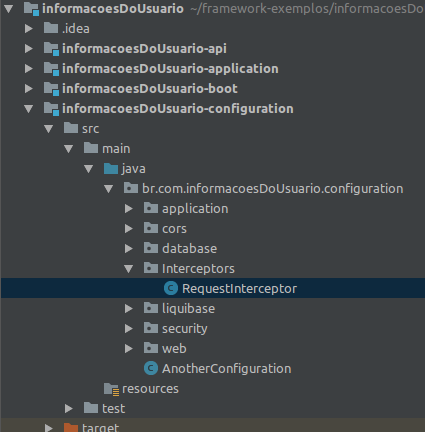 informacoesDoUsuario ~/framework-exemplos/informacoesDo
.idea
informacoesDoUsuario-api
informacoesDoUsuario-application
informacoesDoUsuario-boot
informacoesDoUsuario-configuration
src
main
java
br.com.informacoesDoUsuario.configuration
application
cors
database
Interceptors
RequestInterceptor
liquibase
security
web
AnotherConfiguration
resources
test
target